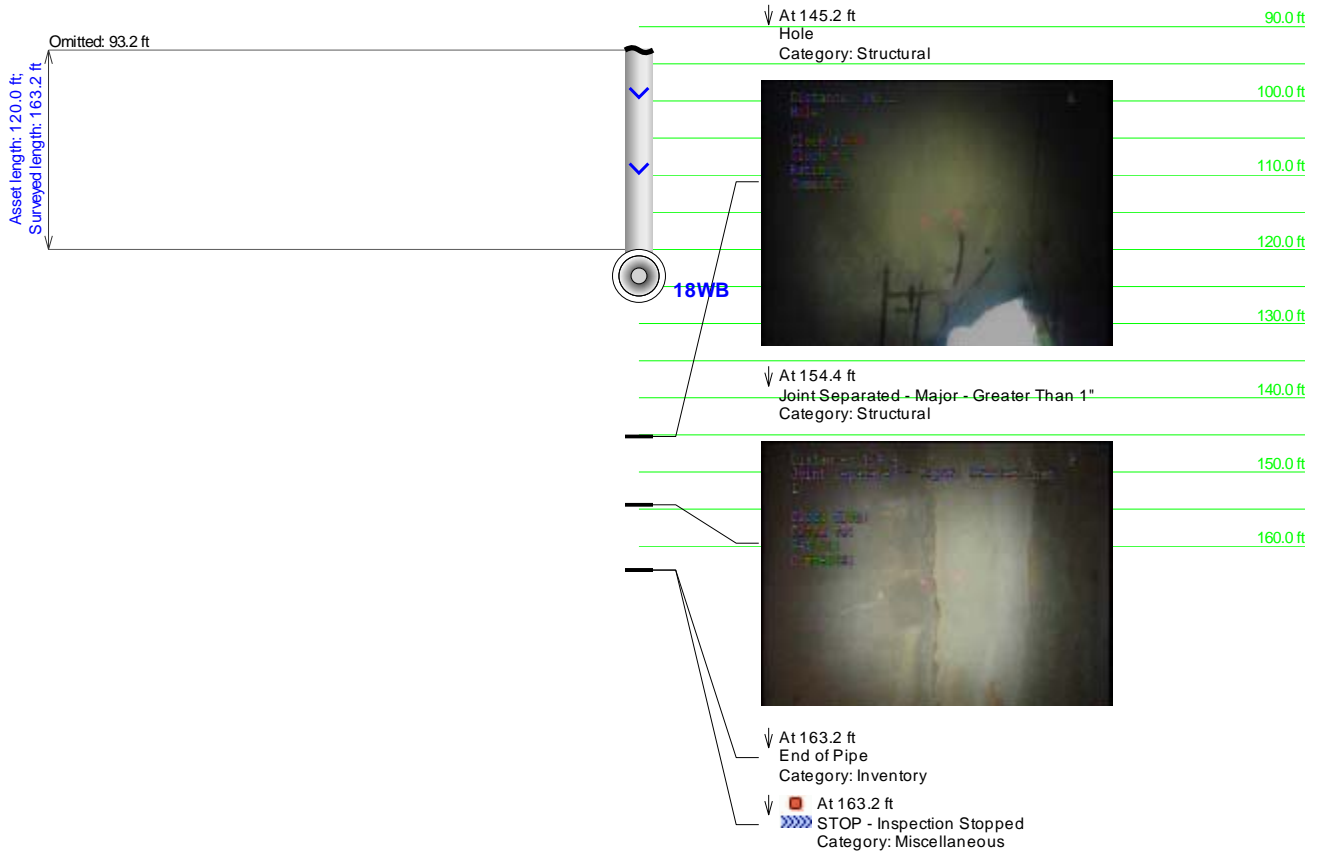 Omitted: 93.2 ft
Asset length: 120.0 ft;
Surveyed length: 163.2 ft
18WB
At 145.2 ft
Hole
Category: Structural
At 154.4 ft
Joint Separated - Major - Greater Than 1"
Category: Structural
At 163.2 ft
End of Pipe
Category: Inventory
At 163.2 ft
STOP - Inspection Stopped
Category: Miscellaneous
90.0 ft
100.0 ft
110.0 ft
120.0 ft
130.0 ft
140.0 ft
150.0 ft
160.0 ft